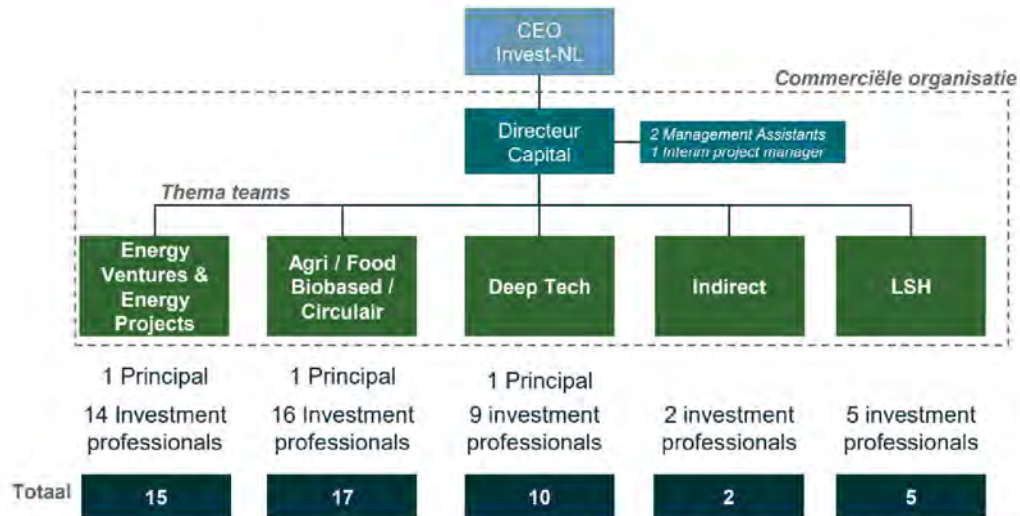 CEO
Invest-NL
Commerciële organisatie
Directeur
Capital
2 Management Assistants
1 Interim project manager
Thema teams
Energy
Ventures &
Energy
Projects
Agri / Food
Biobased /
Circulair
Deep Tech
Indirect
LSH
1 Principal
14 Investment
professionals
1 Principal
16 Investment
professionals
1 Principal
9 investment
professionals
2 investment
professionals
5 investment
professionals
Totaal
15
17
10
2
5